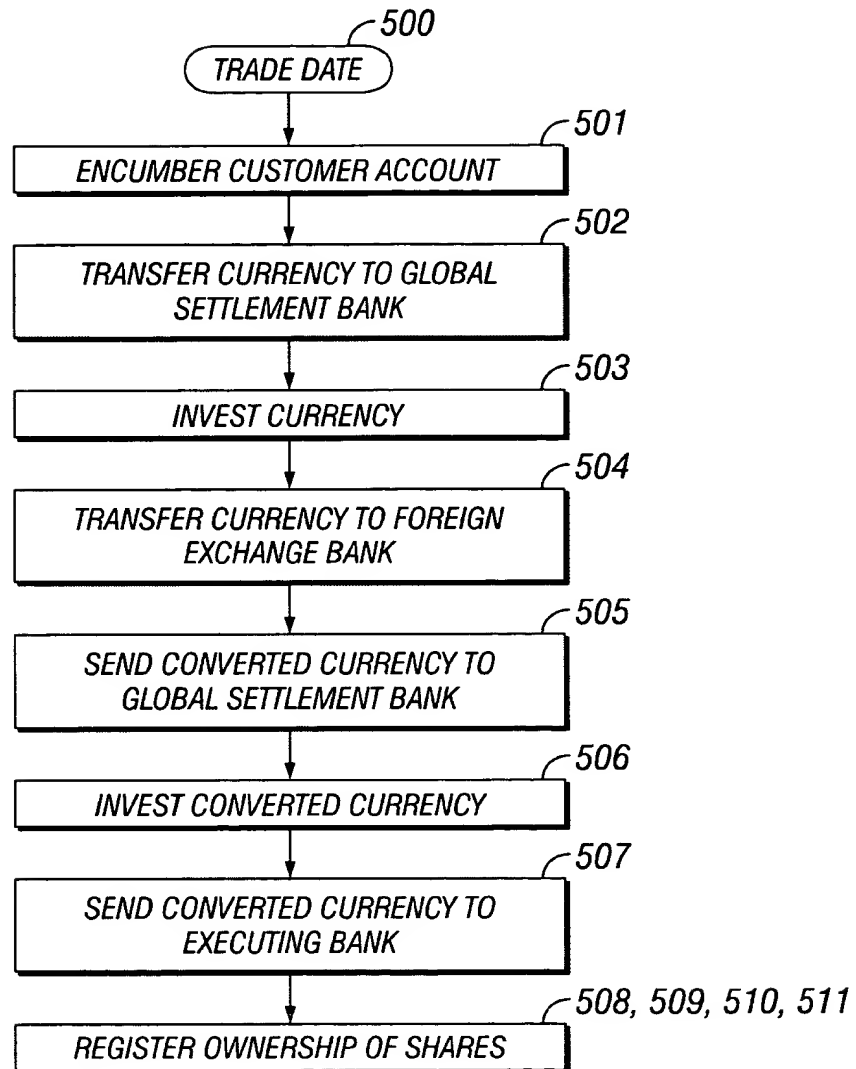 500
TRADE DATE
501
ENCUMBER CUSTOMER ACCOUNT
502
TRANSFER CURRENCY TO GLOBAL
SETTLEMENT BANK
503
INVEST CURRENCY
504
TRANSFER CURRENCY TO FOREIGN
EXCHANGE BANK
505
SEND CONVERTED CURRENCY TO
GLOBAL SETTLEMENT BANK
506
INVEST CONVERTED CURRENCY
507
SEND CONVERTED CURRENCY TO
EXECUTING BANK
508, 509, 510, 511
REGISTER OWNERSHIP OF SHARES